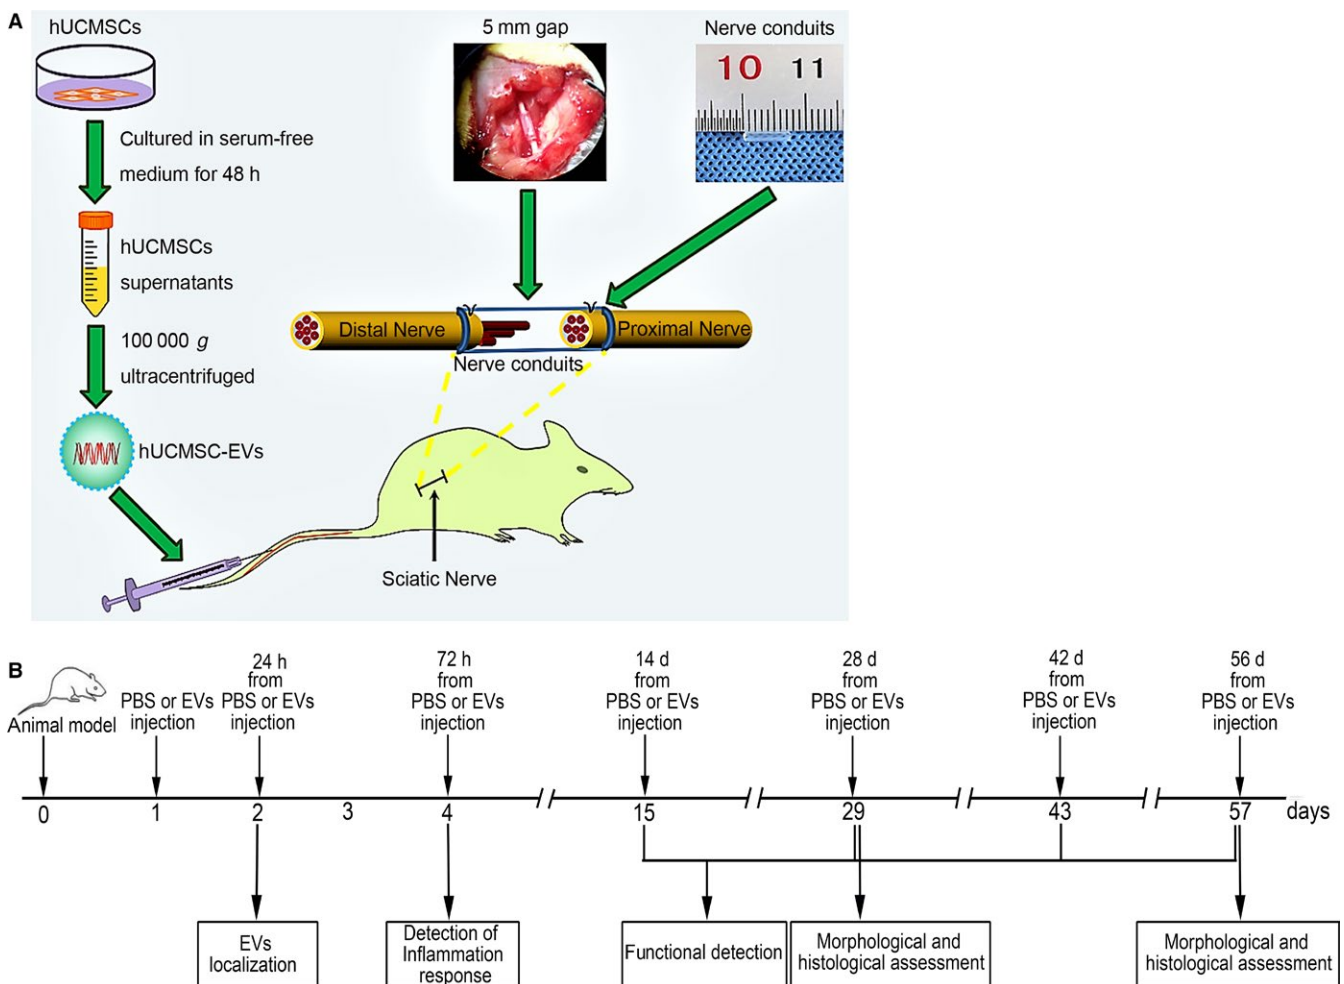 A
hUCMSCs
5 mm gap
Nerve conduits
10 11
Cultured in serum-free
medium for 48 h
hUCMSCs
supernatants
100 000 g
ultracentrifuged
hUCMSC-EVs
Distal Nerve
Proximal Nerve
Nerve conduits
Sciatic Nerve
B
Animal model
PBS or EVs
injection
24 h
from
PBS or EVs
injection
72 h
from
PBS or EVs
injection
14 d
from
PBS or EVs
injection
28 d
from
PBS or EVs
injection
42 d
from
PBS or EVs
injection
56 d
from
PBS or EVs
injection
0 1 2 3 4 15 29 43 57 days
EVs
localization
Detection of
Inflammation
response
Functional detection
Morphological and
histological assessment
Morphological and
histological assessment